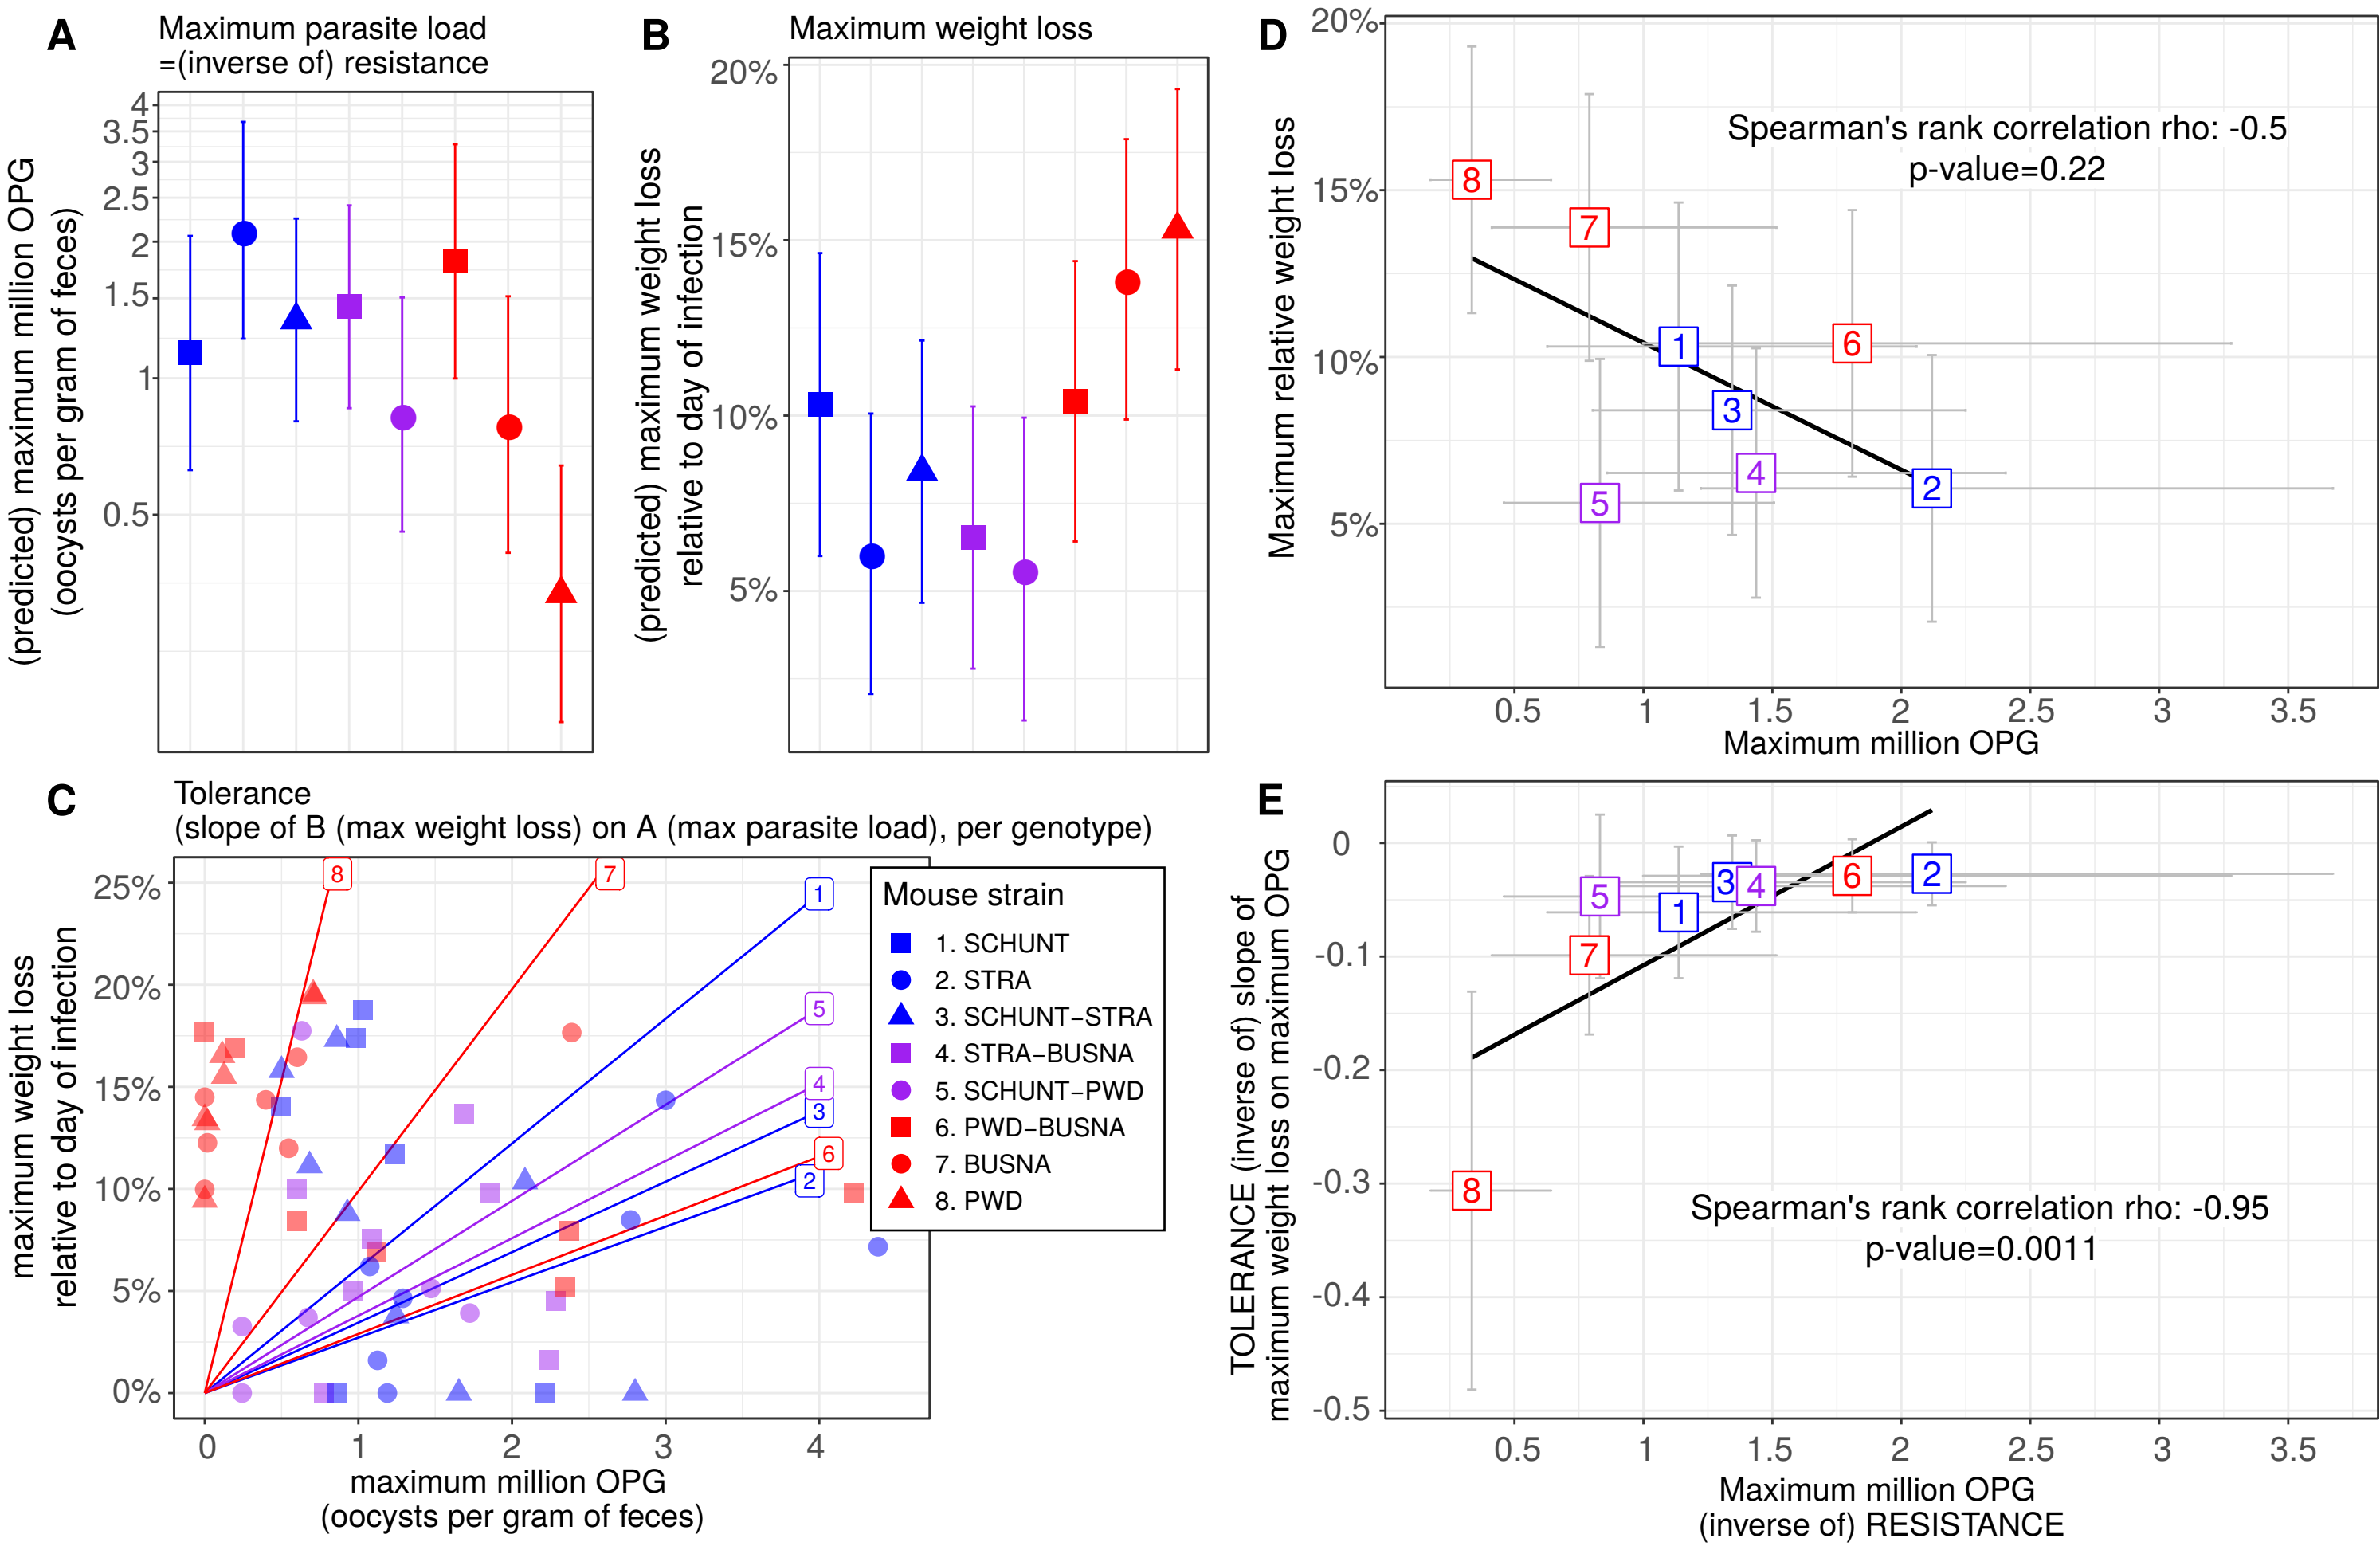 A
Maximum parasite load
=(inverse of) resistance
(predicted) maximum million OPG
(oocysts per gram of feces)
4
3.5
3
2.5
2
1.5
1
0.5
B
Maximum weight loss
(predicted) maximum weight loss
relative to day of infection
20%
15%
10%
5%
D
Maximum relative weight loss
20%
15%
10%
5%
Spearman's rank correlation rho: -0.5
p-value=0.22
8
7
1
6
3
4
5
2
0.5 1 1.5 2 2.5 3 3.5
Maximum million OPG
C
Tolerance
(slope of B (max weight loss) on A (max parasite load), per genotype)
maximum weight loss
relative to day of infection
25%
20%
15%
10%
5%
0%
8
7
1
5
4
3
6
2
0 1 2 3 4
maximum million OPG
(oocysts per gram of feces)
Mouse strain
1. SCHUNT
2. STRA
3. SCHUNT−STRA
4. STRA−BUSNA
5. SCHUNT−PWD
6. PWD−BUSNA
7. BUSNA
8. PWD
E
TOLERANCE (inverse of) slope of
maximum weight loss on maximum OPG
0
-0.1
-0.2
-0.3
-0.4
-0.5
5
1
3
4
6
2
7
8
Spearman's rank correlation rho: -0.95
p-value=0.0011
0.5 1 1.5 2 2.5 3 3.5
Maximum million OPG
(inverse of) RESISTANCE